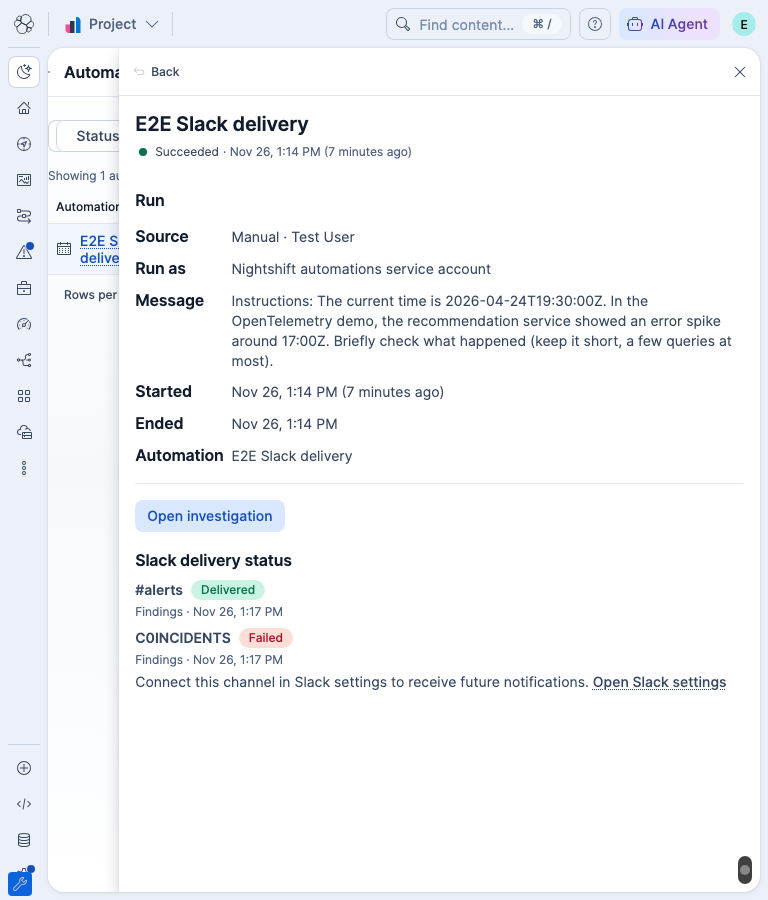 Project
Find content...
⌘ /
AI Agent
E
Automa
Back
Status
Showing 1 au
Automation
E2E S
delive
Rows per
E2E Slack delivery
Succeeded · Nov 26, 1:14 PM (7 minutes ago)
Run
Source Manual · Test User
Run as Nightshift automations service account
Message Instructions: The current time is 2026-04-24T19:30:00Z. In the
OpenTelemetry demo, the recommendation service showed an error spike
around 17:00Z. Briefly check what happened (keep it short, a few queries at
most).
Started Nov 26, 1:14 PM (7 minutes ago)
Ended Nov 26, 1:14 PM
Automation E2E Slack delivery
Open investigation
Slack delivery status
#alerts Delivered
Findings · Nov 26, 1:17 PM
C0INCIDENTS Failed
Findings · Nov 26, 1:17 PM
Connect this channel in Slack settings to receive future notifications. Open Slack settings